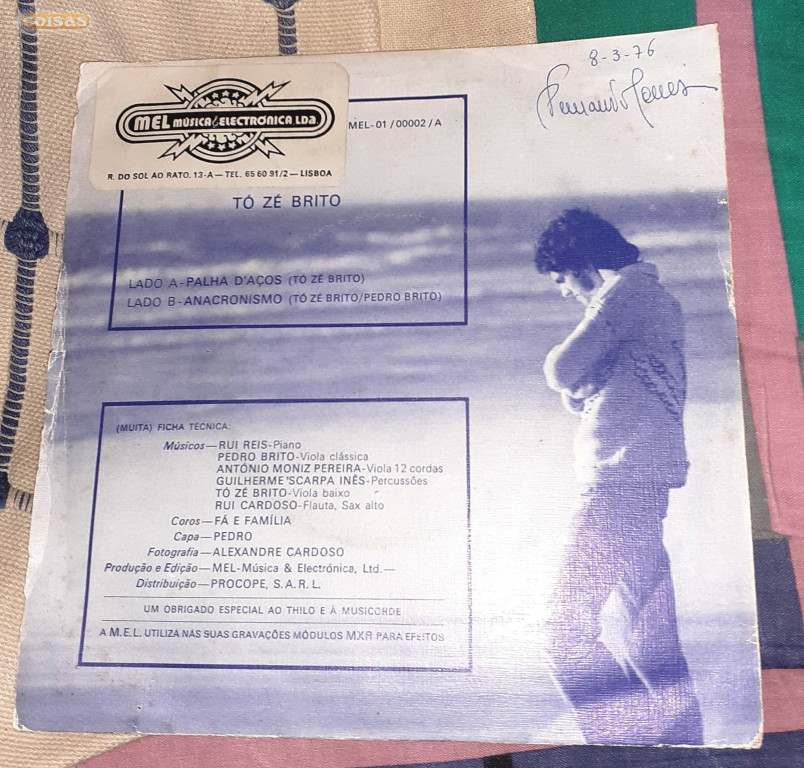 coisas
8-3-76
MEL MÚSICA & ELECTRÓNICA LDA
R. DO SOL AO RATO, 13-A — TEL. 65 60 91/2 — LISBOA
MEL-01/00002/A
TÓ ZÉ BRITO
LADO A-PALHA D'AÇOS (TÓ ZÉ BRITO)
LADO B-ANACRONISMO (TÓ ZÉ BRITO/PEDRO BRITO)
(MUITA) FICHA TÉCNICA:
Músicos—RUI REIS-Piano
PEDRO BRITO-Viola clássica
ANTÓNIO MONIZ PEREIRA-Viola 12 cordas
GUILHERME SCARPA INÊS-Percussões
TÓ ZÉ BRITO-Viola baixo
RUI CARDOSO-Flauta, Sax alto
Coros—FÁ E FAMÍLIA
Capa—PEDRO
Fotografia—ALEXANDRE CARDOSO
Produção e Edição—MEL-Música & Electrónica, Ltd.—
Distribuição—PROCOPE, S.A.R.L.
UM OBRIGADO ESPECIAL AO THILO E À MUSICORDE
A M.E.L. UTILIZA NAS SUAS GRAVAÇÕES MÓDULOS MXR PARA EFEITOS